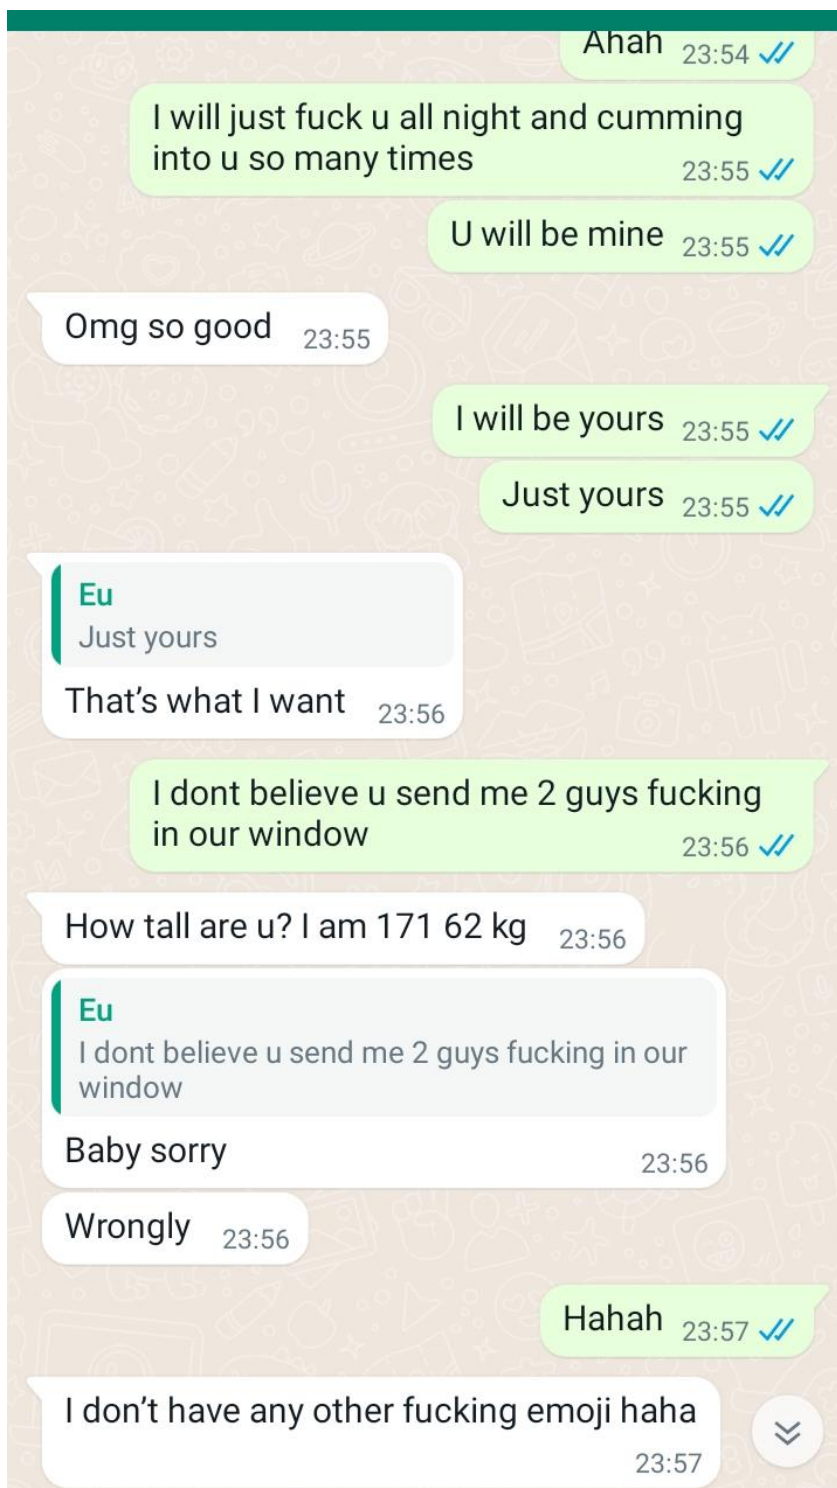 Ahah 23:54
I will just fuck u all night and cumming
into u so many times
23:55
U will be mine 23:55
Omg so good 23:55
I will be yours 23:55
Just yours 23:55
Eu
Just yours
That's what I want 23:56
I dont believe u send me 2 guys fucking
in our window
23:56
How tall are u? I am 171 62 kg 23:56
Eu
I dont believe u send me 2 guys fucking in our
window
Baby sorry 23:56
Wrongly 23:56
Hahah 23:57
I don't have any other fucking emoji haha
23:57